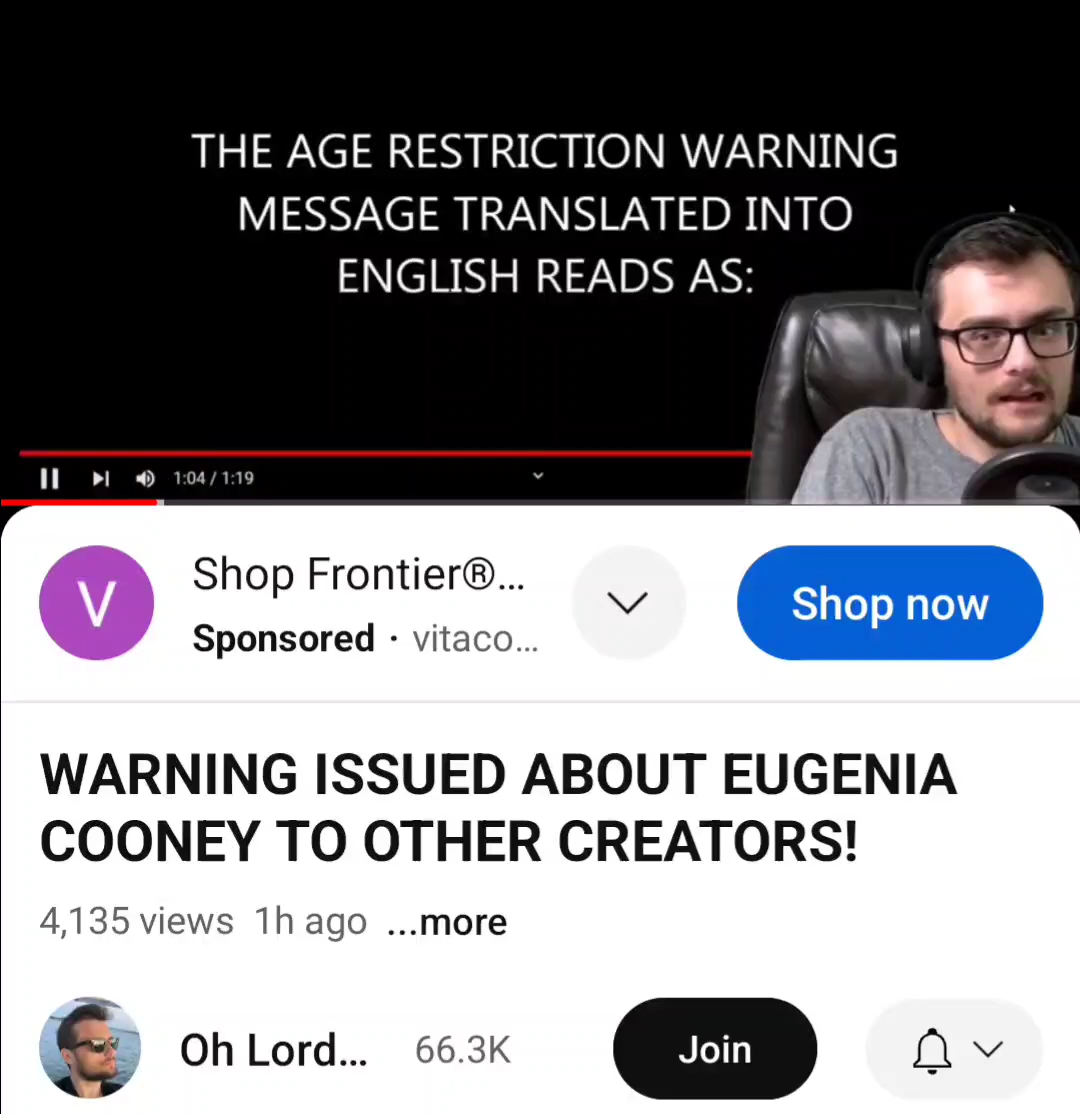 THE AGE RESTRICTION WARNING
MESSAGE TRANSLATED INTO
ENGLISH READS AS:
1:04 / 1:19
V
Shop Frontier®...
Sponsored · vitaco...
Shop now
WARNING ISSUED ABOUT EUGENIA
COONEY TO OTHER CREATORS!
4,135 views 1h ago ...more
Oh Lord... 66.3K
Join